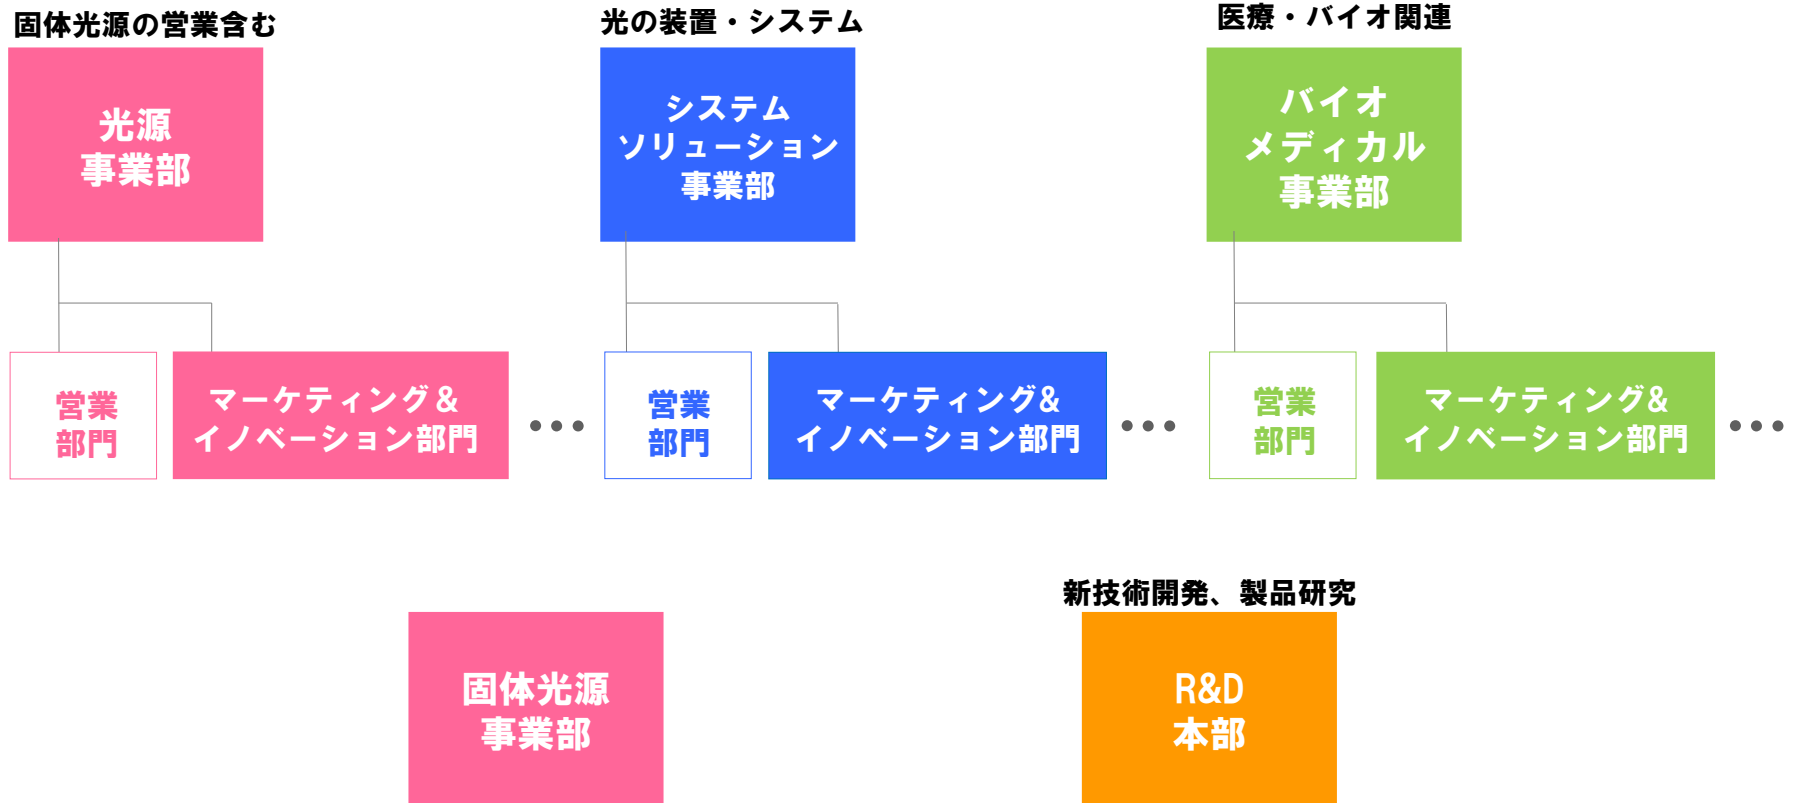 固体光源の営業含む
光源
事業部
営業
部門
マーケティング&
イノベーション部門
•••
光の装置・システム
システム
ソリューション
事業部
営業
部門
マーケティング&
イノベーション部門
•••
医療・バイオ関連
バイオ
メディカル
事業部
営業
部門
マーケティング&
イノベーション部門
•••
固体光源
事業部
新技術開発、製品研究
R&D
本部